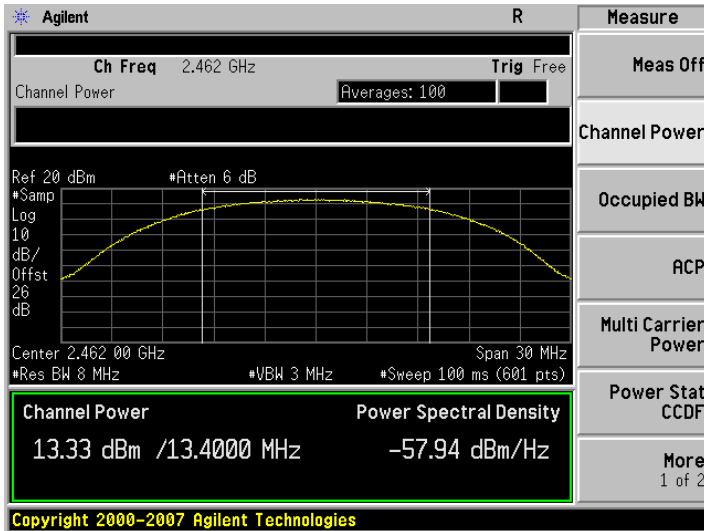 Agilent R Measure
Ch Freq 2.462 GHz Trig Free
Meas Off
Channel Power Averages: 100
Channel Power
Ref 20 dBm #Atten 6 dB
#Samp
Log
10
dB/
Offst
26
dB
Occupied BW
ACP
Multi Carrier
Power
Center 2.462 00 GHz Span 30 MHz
#Res BW 8 MHz #VBW 3 MHz #Sweep 100 ms (601 pts)
Power Stat
CCDF
Channel Power Power Spectral Density
13.33 dBm /13.4000 MHz -57.94 dBm/Hz
More
1 of 2
Copyright 2000-2007 Agilent Technologies